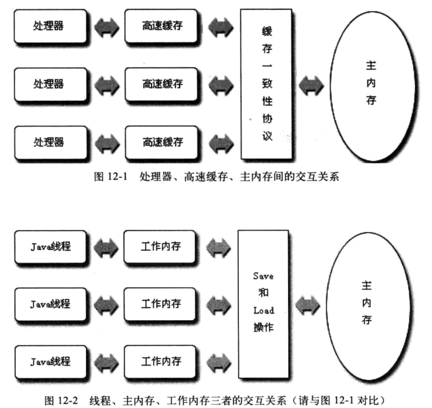 处理器
高速缓存
处理器
高速缓存
处理器
高速缓存
缓存一致性协议
主内存
图 12-1 处理器、高速缓存、主内存间的交互关系
Java线程
工作内存
Java线程
工作内存
Java线程
工作内存
Save
和
Load
操作
主内存
图 12-2 线程、主内存、工作内存三者的交互关系（请与图 12-1 对比）